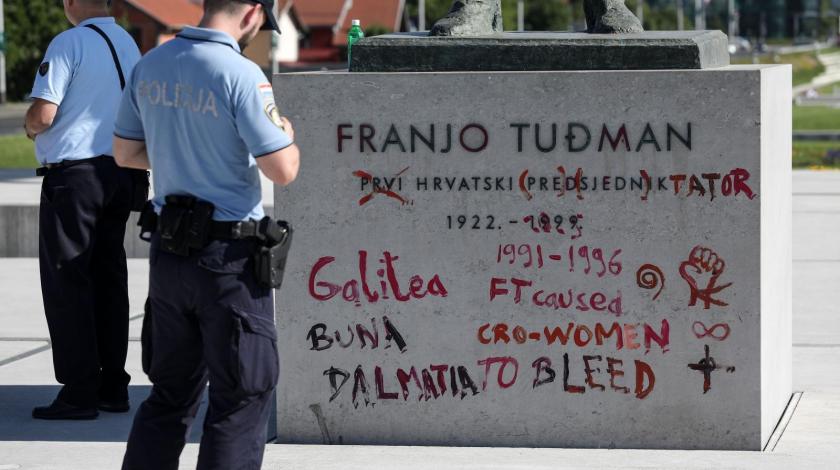 POLICIJA
FRANJO TUĐMAN
PRVI HRVATSKI (PREDSJEDNIK TATOR
1922. – 1999.
1991–1996
Galilea FT caused
BUNA CRO-WOMEN
DALMATIA TO BLEED